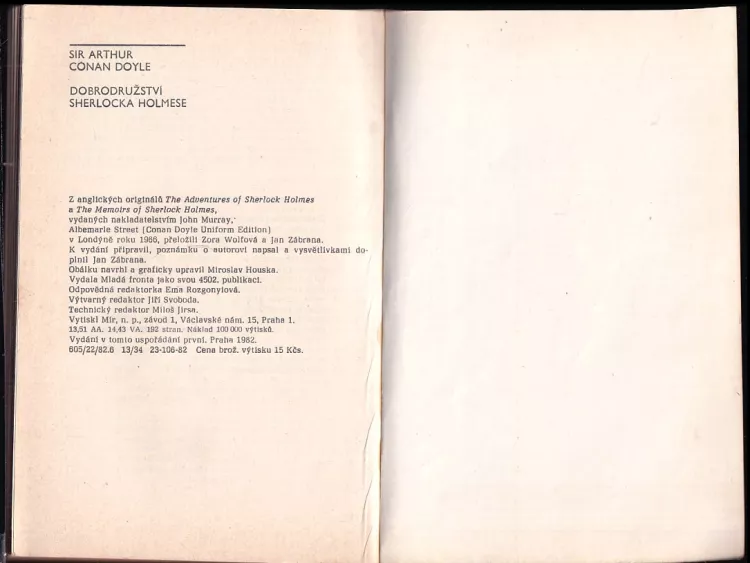 SIR ARTHUR
CONAN DOYLE
DOBRODRUŽSTVÍ
SHERLOCKA HOLMESE
Z anglických originálů The Adventures of Sherlock Holmes
a The Memoirs of Sherlock Holmes,
vydaných nakladatelstvím John Murray,
Albemarle Street (Conan Doyle Uniform Edition)
v Londýně roku 1966, přeložili Zora Wolfová a Jan Zábrana.
K vydání připravil, poznámku o autorovi napsal a vysvětlivkami do-
plnil Jan Zábrana.
Obálku navrhl a graficky upravil Miroslav Houska.
Vydala Mladá fronta jako svou 4502. publikaci.
Odpovědná redaktorka Ema Rozgonyiová.
Výtvarný redaktor Jiří Svoboda.
Technický redaktor Miloš Jirsa.
Vytiskl Mír, n. p., závod 1, Václavské nám. 15, Praha 1.
13,51 AA. 14,43 VA. 192 stran. Náklad 100 000 výtisků.
Vydání v tomto uspořádání první. Praha 1982.
605/22/82.6 13/34 23-106-82 Cena brož. výtisku 15 Kčs.